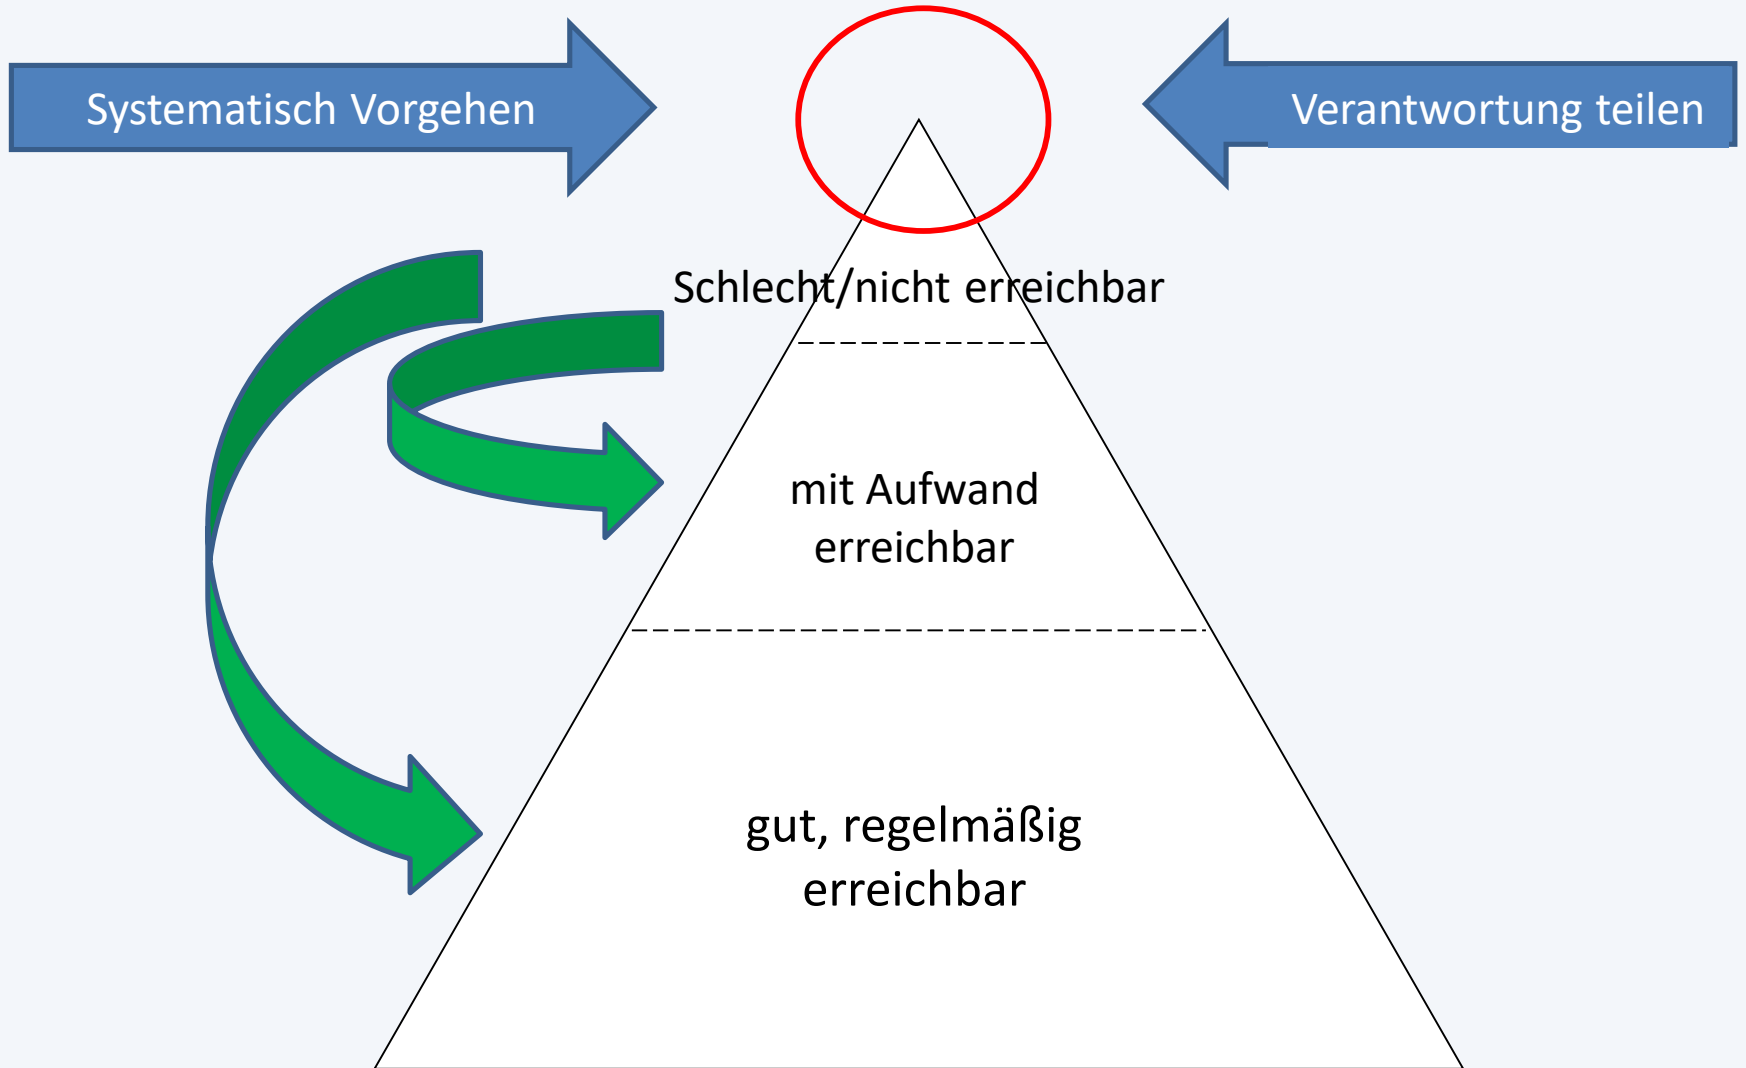 Systematisch Vorgehen
Verantwortung teilen
Schlecht/nicht erreichbar
mit Aufwand
erreichbar
gut, regelmäßig
erreichbar